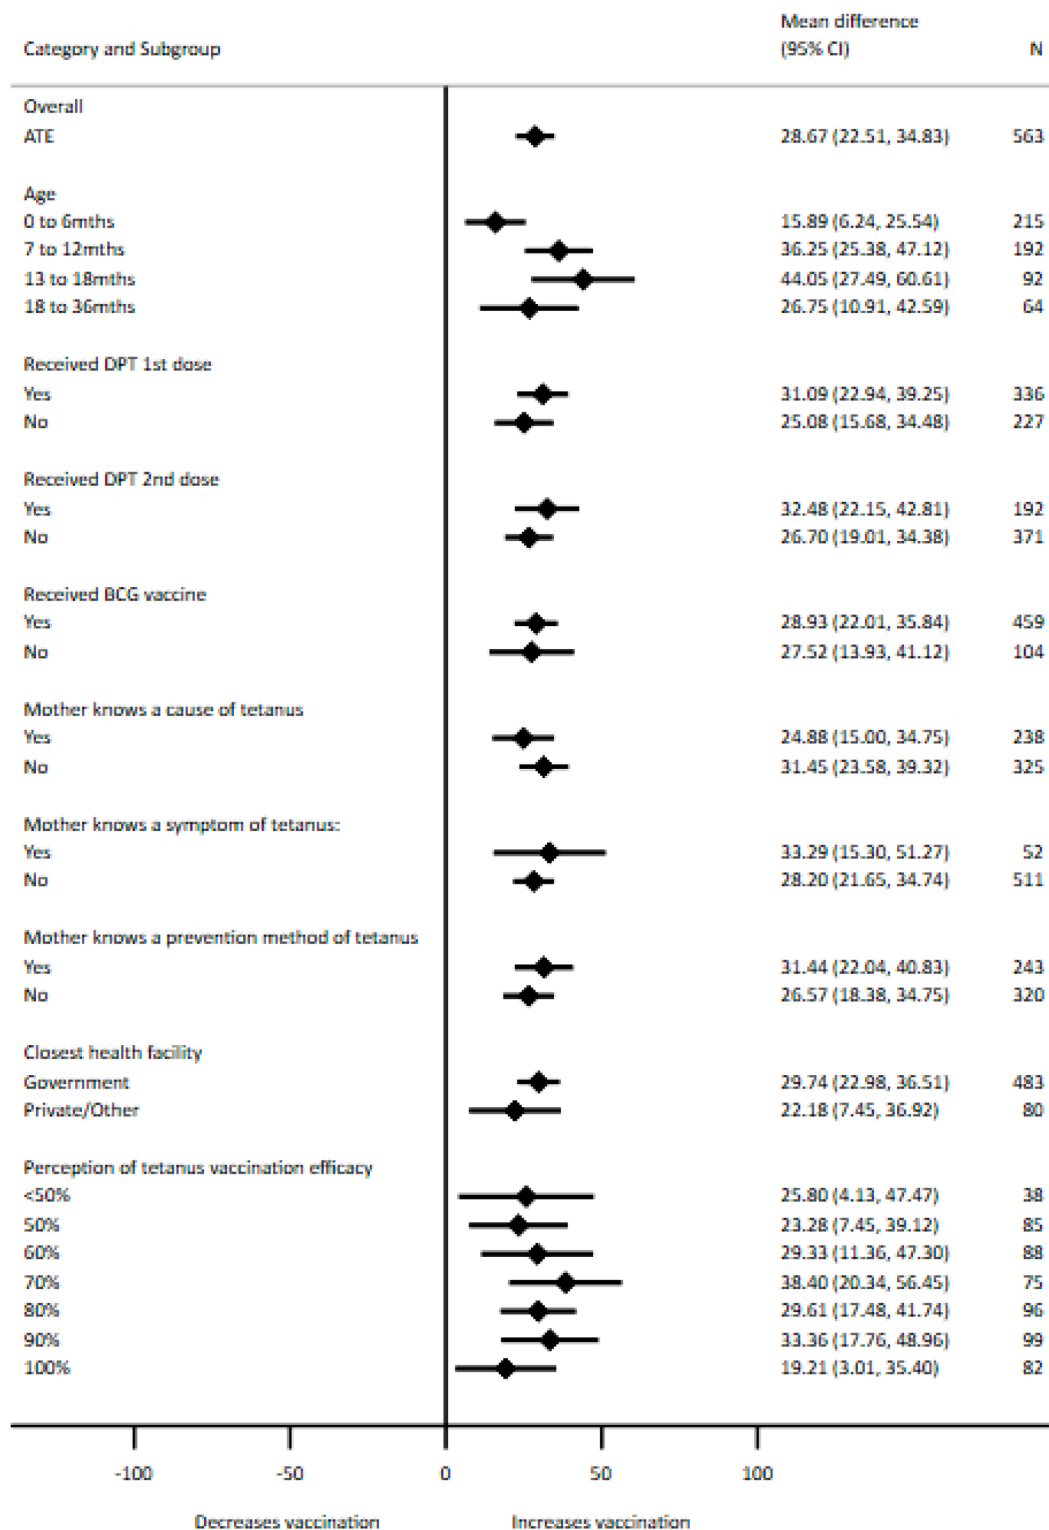 Mean difference
Category and Subgroup (95% CI) N
Overall
ATE 28.67 (22.51, 34.83) 563
Age
0 to 6mths 15.89 (6.24, 25.54) 215
7 to 12mths 36.25 (25.38, 47.12) 192
13 to 18mths 44.05 (27.49, 60.61) 92
18 to 36mths 26.75 (10.91, 42.59) 64
Received DPT 1st dose
Yes 31.09 (22.94, 39.25) 336
No 25.08 (15.68, 34.48) 227
Received DPT 2nd dose
Yes 32.48 (22.15, 42.81) 192
No 26.70 (19.01, 34.38) 371
Received BCG vaccine
Yes 28.93 (22.01, 35.84) 459
No 27.52 (13.93, 41.12) 104
Mother knows a cause of tetanus
Yes 24.88 (15.00, 34.75) 238
No 31.45 (23.58, 39.32) 325
Mother knows a symptom of tetanus:
Yes 33.29 (15.30, 51.27) 52
No 28.20 (21.65, 34.74) 511
Mother knows a prevention method of tetanus
Yes 31.44 (22.04, 40.83) 243
No 26.57 (18.38, 34.75) 320
Closest health facility
Government 29.74 (22.98, 36.51) 483
Private/Other 22.18 (7.45, 36.92) 80
Perception of tetanus vaccination efficacy
<50% 25.80 (4.13, 47.47) 38
50% 23.28 (7.45, 39.12) 85
60% 29.33 (11.36, 47.30) 88
70% 38.40 (20.34, 56.45) 75
80% 29.61 (17.48, 41.74) 96
90% 33.36 (17.76, 48.96) 99
100% 19.21 (3.01, 35.40) 82
-100 -50 0 50 100
Decreases vaccination Increases vaccination